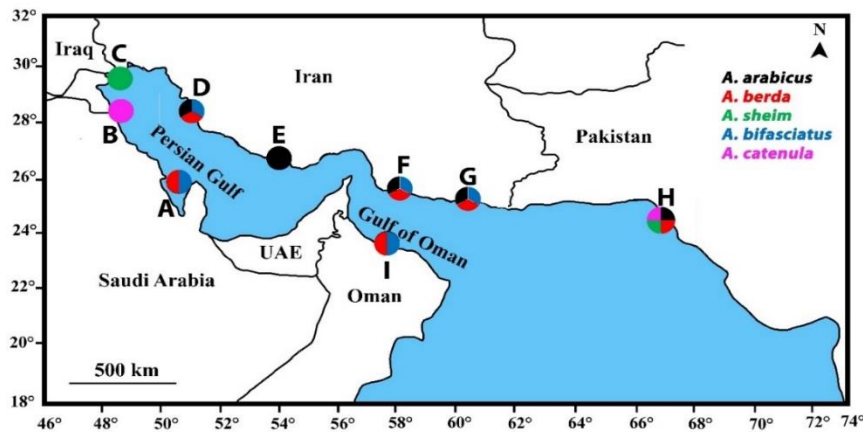 32°
30°
28°
26°
24°
22°
20°
18°
46°
48°
50°
52°
54°
56°
58°
60°
62°
64°
66°
68°
70°
72°
74°
N
Iraq
C
Iran
D
B
Persian Gulf
E
A
F
G
Pakistan
H
Gulf of Oman
I
UAE
Saudi Arabia
Oman
500 km
A. arabicus
A. berda
A. sheim
A. bifasciatus
A. catenula